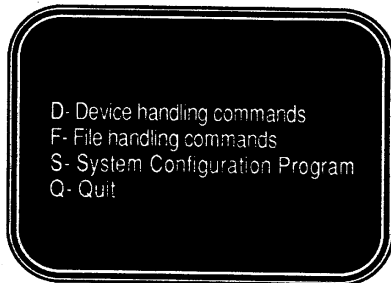 D- Device handling commands
F- File handling commands
S- System Configuration Program
Q- Quit